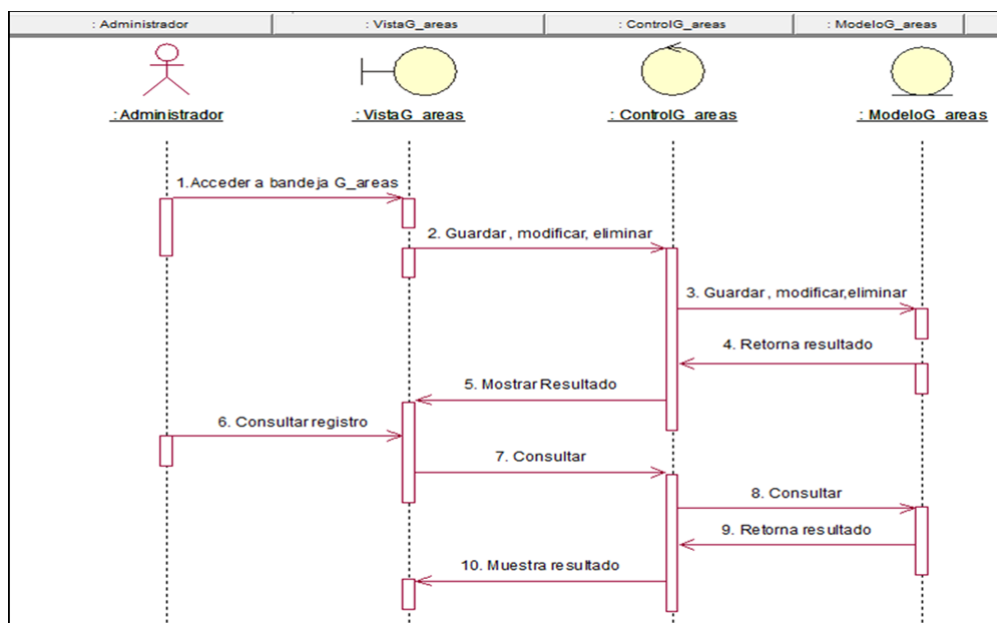 : Administrador : VistaG_areas : ControlG_areas : ModeloG_areas
: Administrador : VistaG_areas : ControlG_areas : ModeloG_areas
1.Acceder a bandeja G_areas
2. Guardar , modificar, eliminar
3. Guardar , modificar,eliminar
4. Retorna resultado
5. Mostrar Resultado
6. Consultar registro
7. Consultar
8. Consultar
9. Retorna resultado
10. Muestra resultado